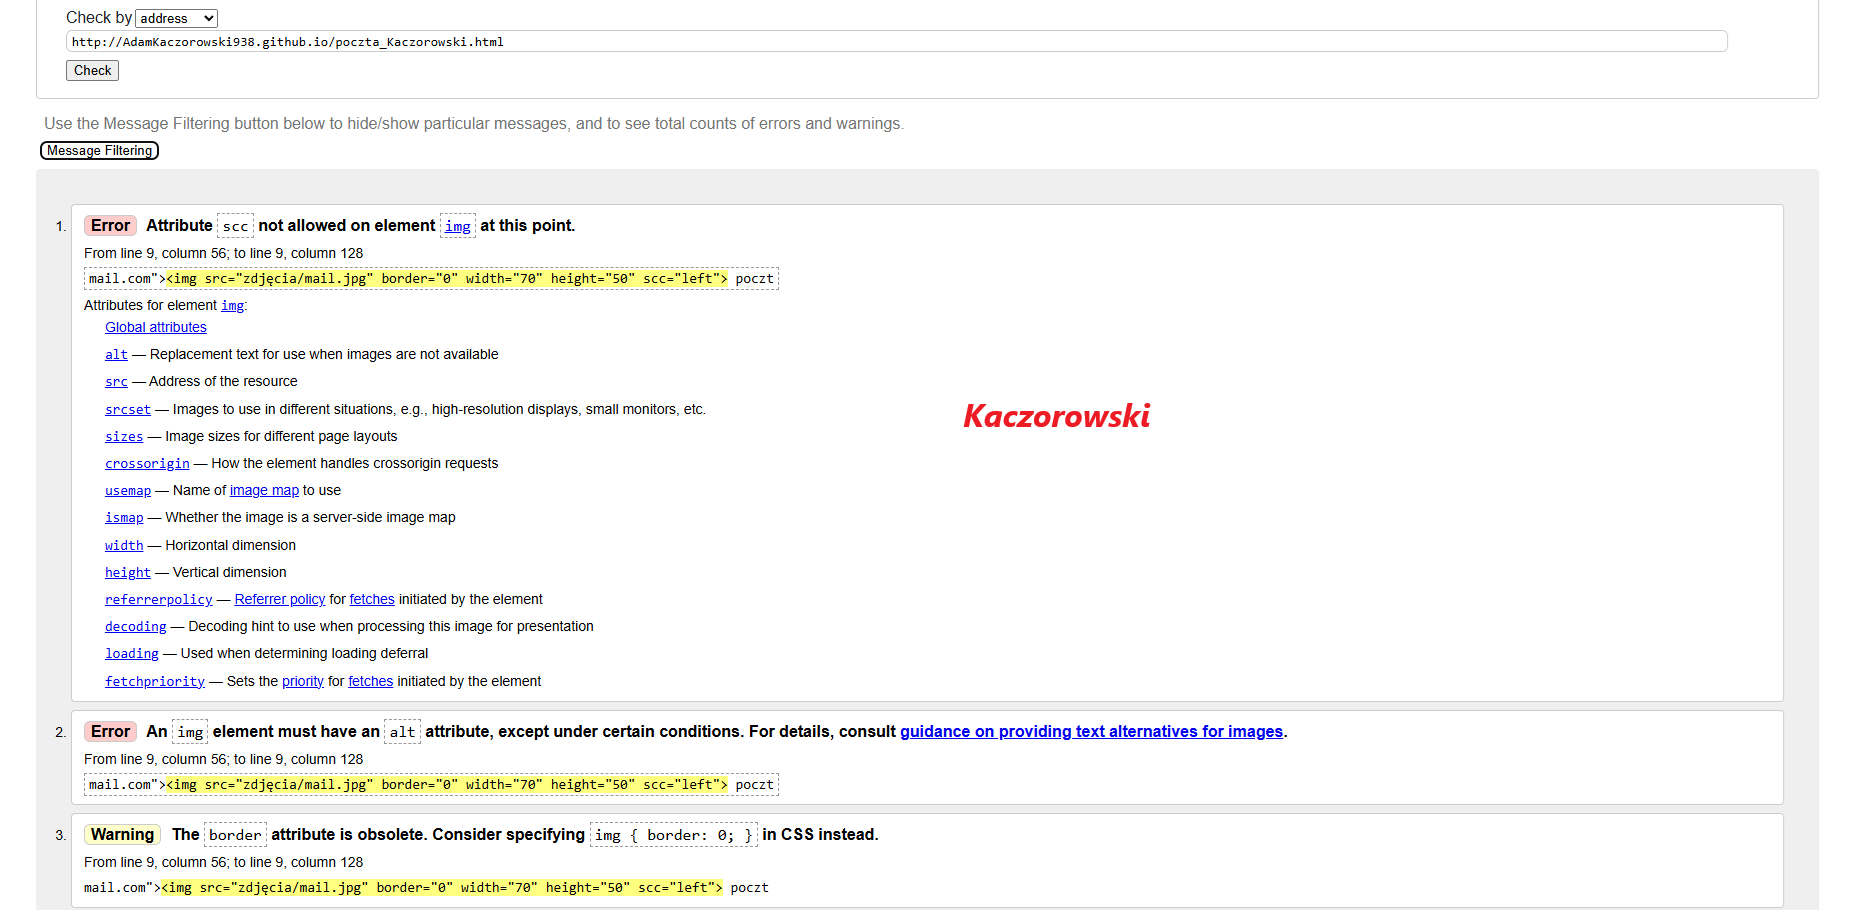 Check by address
http://AdamKaczorowski938.github.io/poczta_Kaczorowski.html
Check
Use the Message Filtering button below to hide/show particular messages, and to see total counts of errors and warnings.
Message Filtering
1. Error Attribute scc not allowed on element img at this point.
From line 9, column 56; to line 9, column 128
mail.com"><img src="zdjęcia/mail.jpg" border="0" width="70" height="50" scc="left"> poczt
Attributes for element img:
Global attributes
alt — Replacement text for use when images are not available
src — Address of the resource
srcset — Images to use in different situations, e.g., high-resolution displays, small monitors, etc.
Kaczorowski
sizes — Image sizes for different page layouts
crossorigin — How the element handles crossorigin requests
usemap — Name of image map to use
ismap — Whether the image is a server-side image map
width — Horizontal dimension
height — Vertical dimension
referrerpolicy — Referrer policy for fetches initiated by the element
decoding — Decoding hint to use when processing this image for presentation
loading — Used when determining loading deferral
fetchpriority — Sets the priority for fetches initiated by the element
2. Error An img element must have an alt attribute, except under certain conditions. For details, consult guidance on providing text alternatives for images.
From line 9, column 56; to line 9, column 128
mail.com"><img src="zdjęcia/mail.jpg" border="0" width="70" height="50" scc="left"> poczt
3. Warning The border attribute is obsolete. Consider specifying img { border: 0; } in CSS instead.
From line 9, column 56; to line 9, column 128
mail.com"><img src="zdjęcia/mail.jpg" border="0" width="70" height="50" scc="left"> poczt